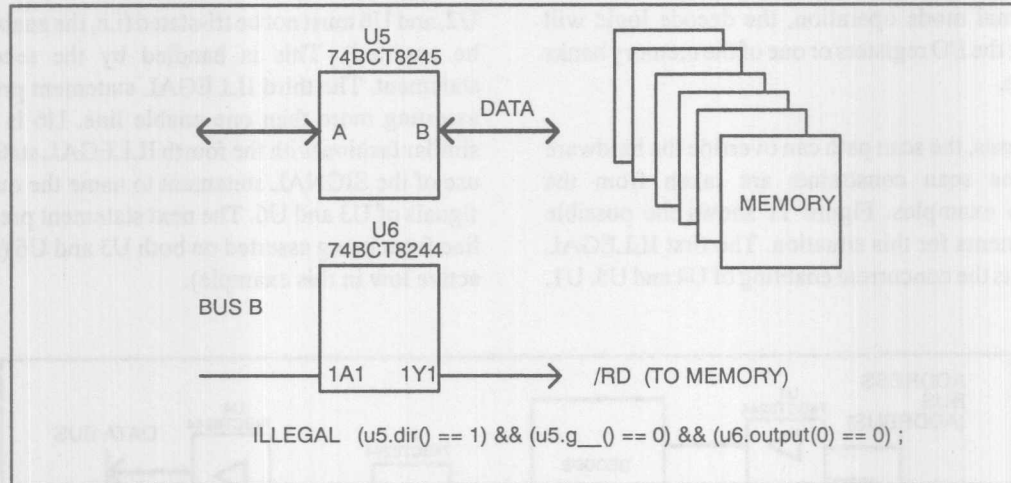 U5
74BCT8245
A B
DATA
MEMORY
U6
74BCT8244
BUS B
1A1 1Y1
/RD (TO MEMORY)
ILLEGAL (u5.dir() == 1) && (u5.g__() == 0) && (u6.output(0) == 0) ;